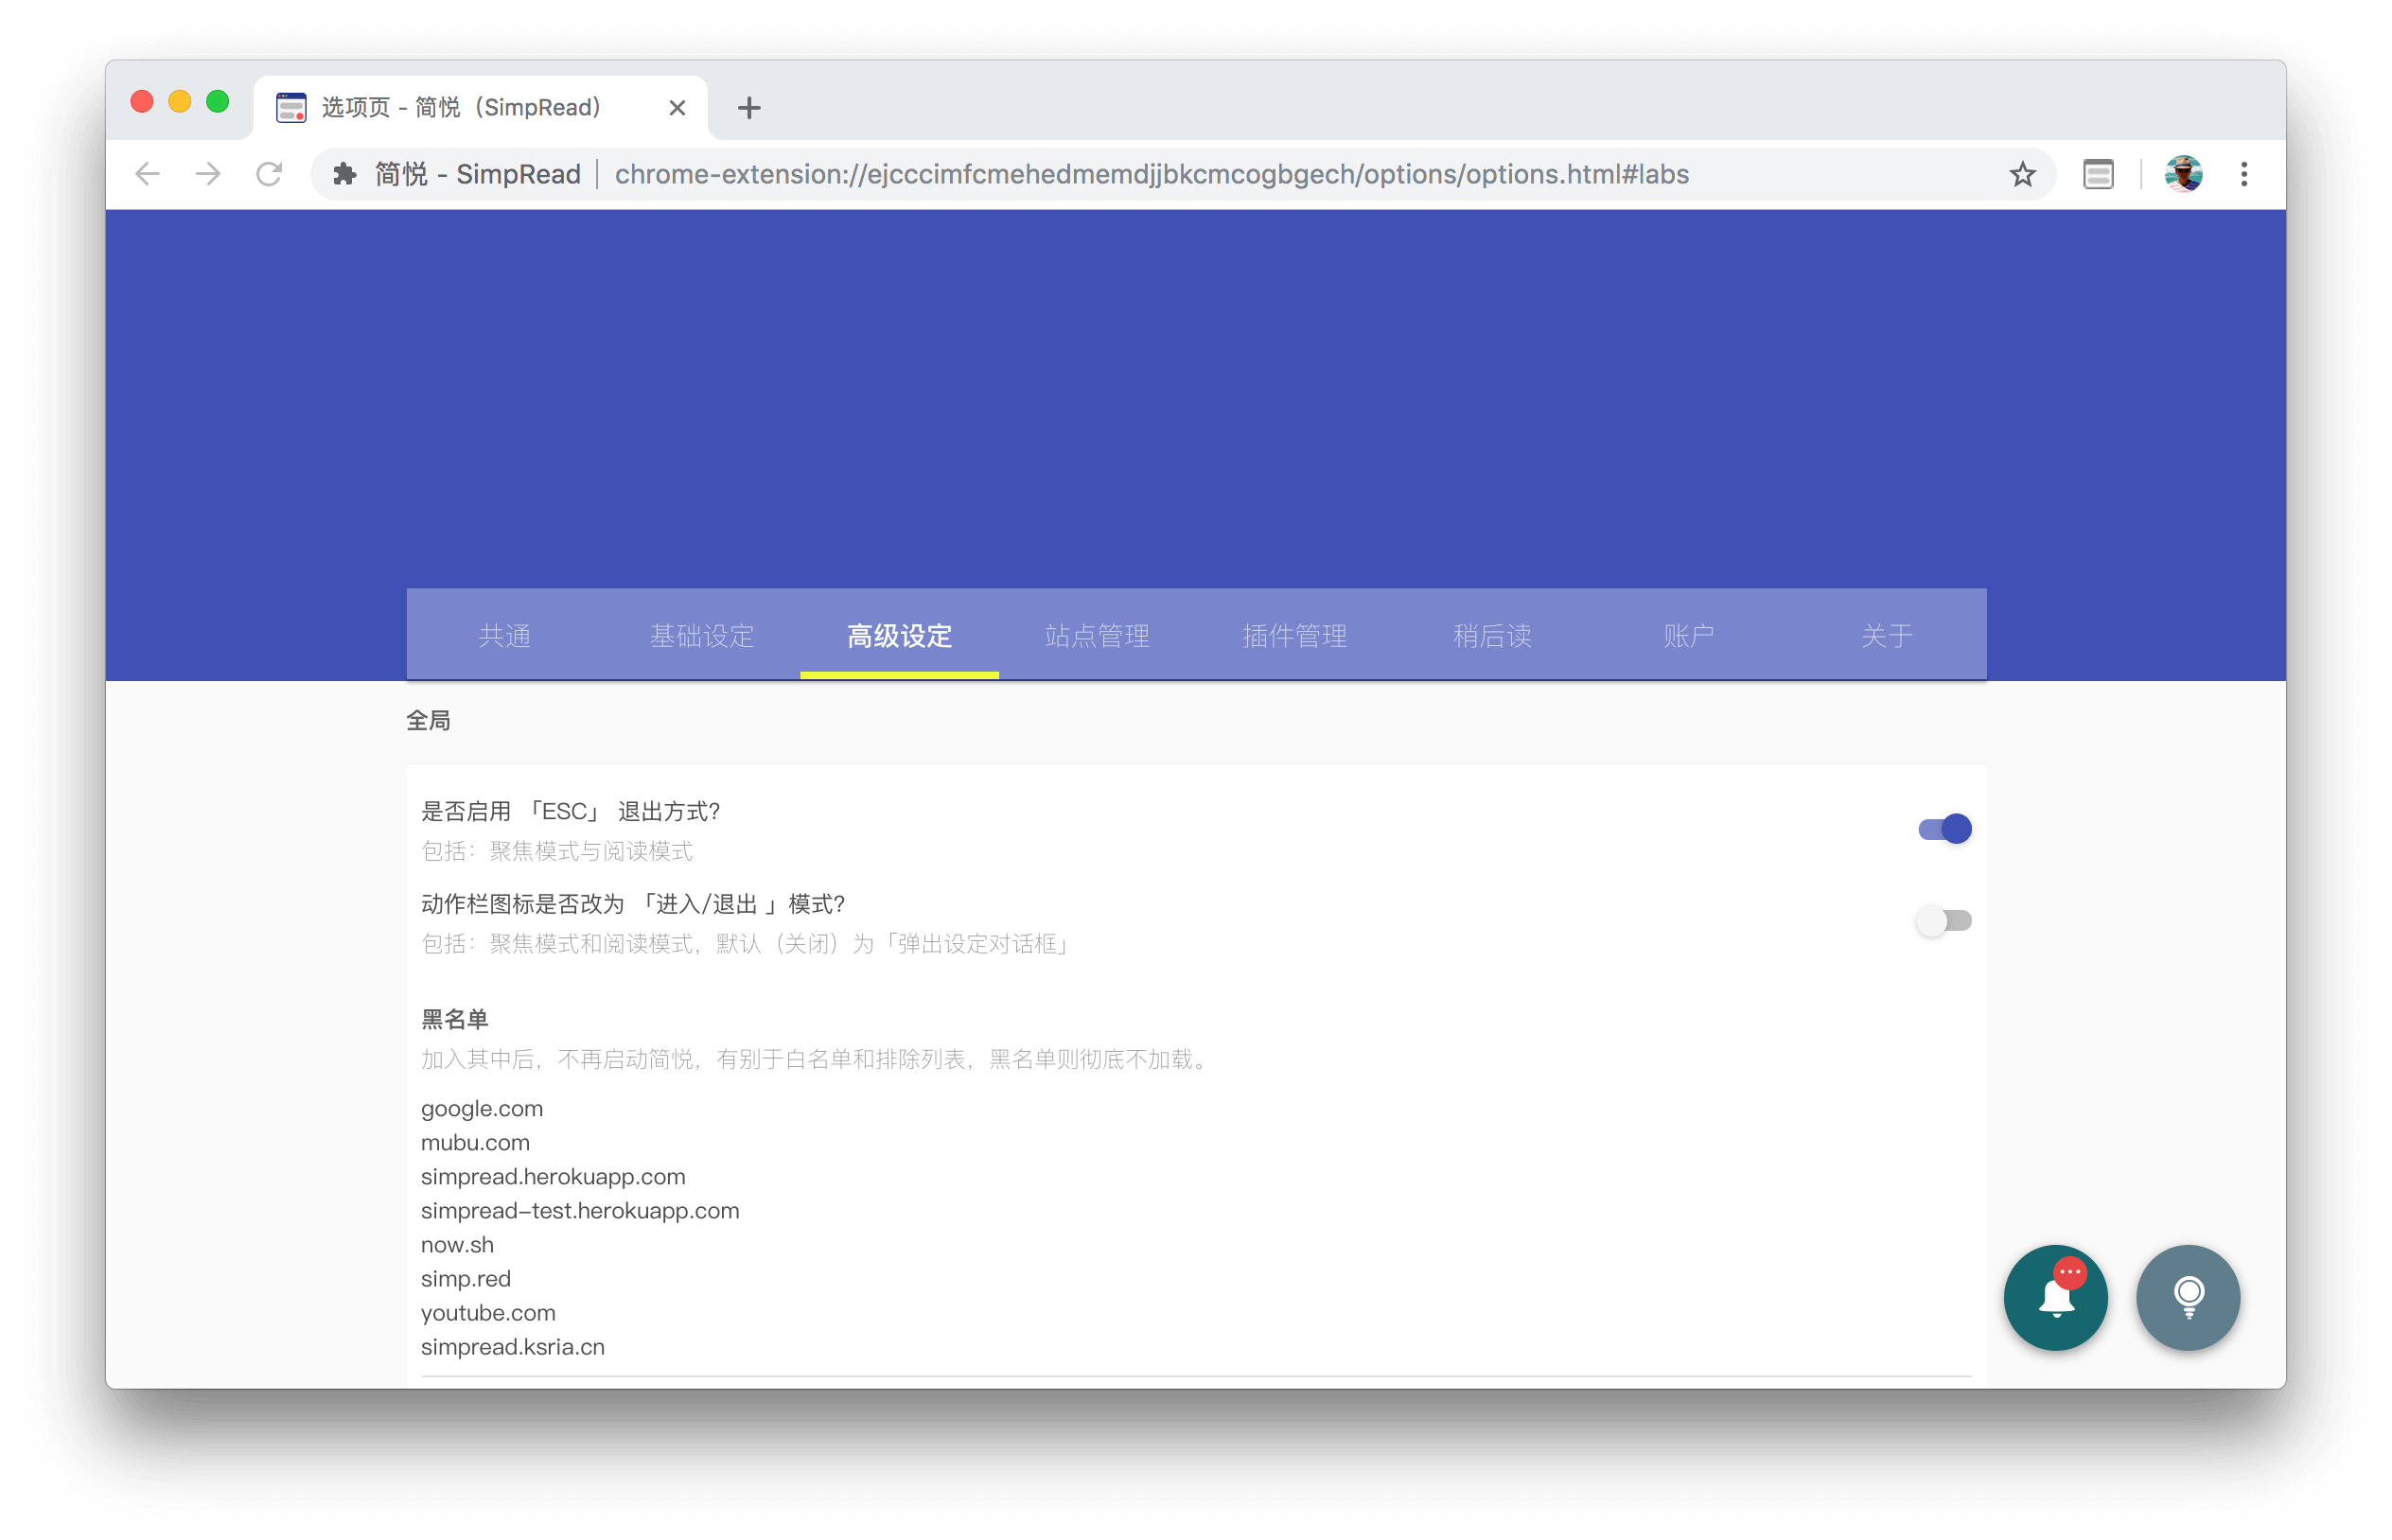 选项页 - 简悦（SimpRead）
简悦 - SimpRead | chrome-extension://ejcccimfcmehedmemdjjbkcmcogbgech/options/options.html#labs
共通 基础设定 高级设定 站点管理 插件管理 稍后读 账户 关于
全局
是否启用 「ESC」 退出方式?
包括：聚焦模式与阅读模式
动作栏图标是否改为 「进入/退出 」模式?
包括：聚焦模式和阅读模式，默认（关闭）为「弹出设定对话框」
黑名单
加入其中后，不再启动简悦，有别于白名单和排除列表，黑名单则彻底不加载。
google.com
mubu.com
simpread.herokuapp.com
simpread-test.herokuapp.com
now.sh
simp.red
youtube.com
simpread.ksria.cn